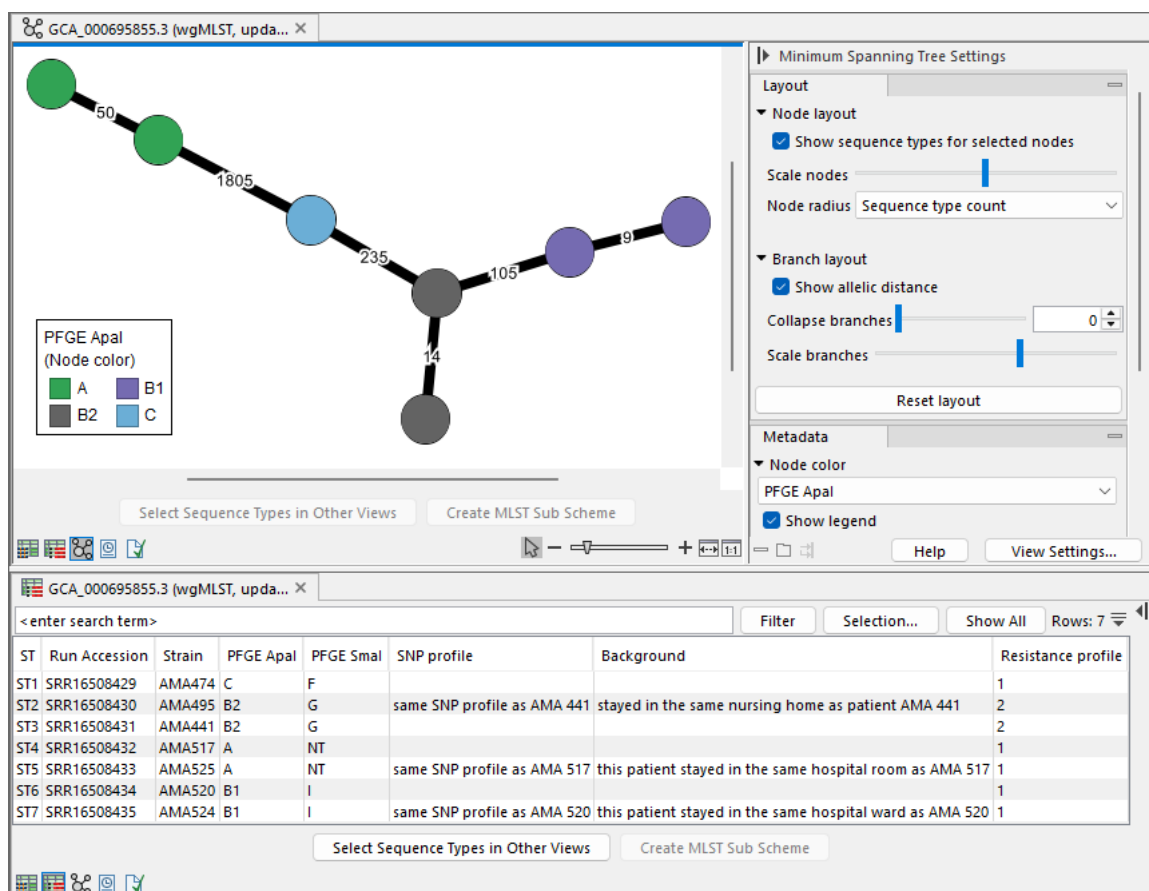 GCA_000695855.3 (wgMLST, upda... ×
50
1805
235
105
9
14
PFGE ApaI
(Node color)
A
B1
B2
C
Select Sequence Types in Other Views
Create MLST Sub Scheme
1:1
Minimum Spanning Tree Settings
Layout
Node layout
Show sequence types for selected nodes
Scale nodes
Node radius Sequence type count
Branch layout
Show allelic distance
Collapse branches 0
Scale branches
Reset layout
Metadata
Node color
PFGE ApaI
Show legend
Help View Settings...
GCA_000695855.3 (wgMLST, upda... ×
<enter search term> Filter Selection... Show All Rows: 7
ST Run Accession Strain PFGE ApaI PFGE SmaI SNP profile Background Resistance profile
ST1 SRR16508429 AMA474 C F 1
ST2 SRR16508430 AMA495 B2 G same SNP profile as AMA 441 stayed in the same nursing home as patient AMA 441 2
ST3 SRR16508431 AMA441 B2 G 2
ST4 SRR16508432 AMA517 A NT 1
ST5 SRR16508433 AMA525 A NT same SNP profile as AMA 517 this patient stayed in the same hospital room as AMA 517 1
ST6 SRR16508434 AMA520 B1 I 1
ST7 SRR16508435 AMA524 B1 I same SNP profile as AMA 520 this patient stayed in the same hospital ward as AMA 520 1
Select Sequence Types in Other Views Create MLST Sub Scheme